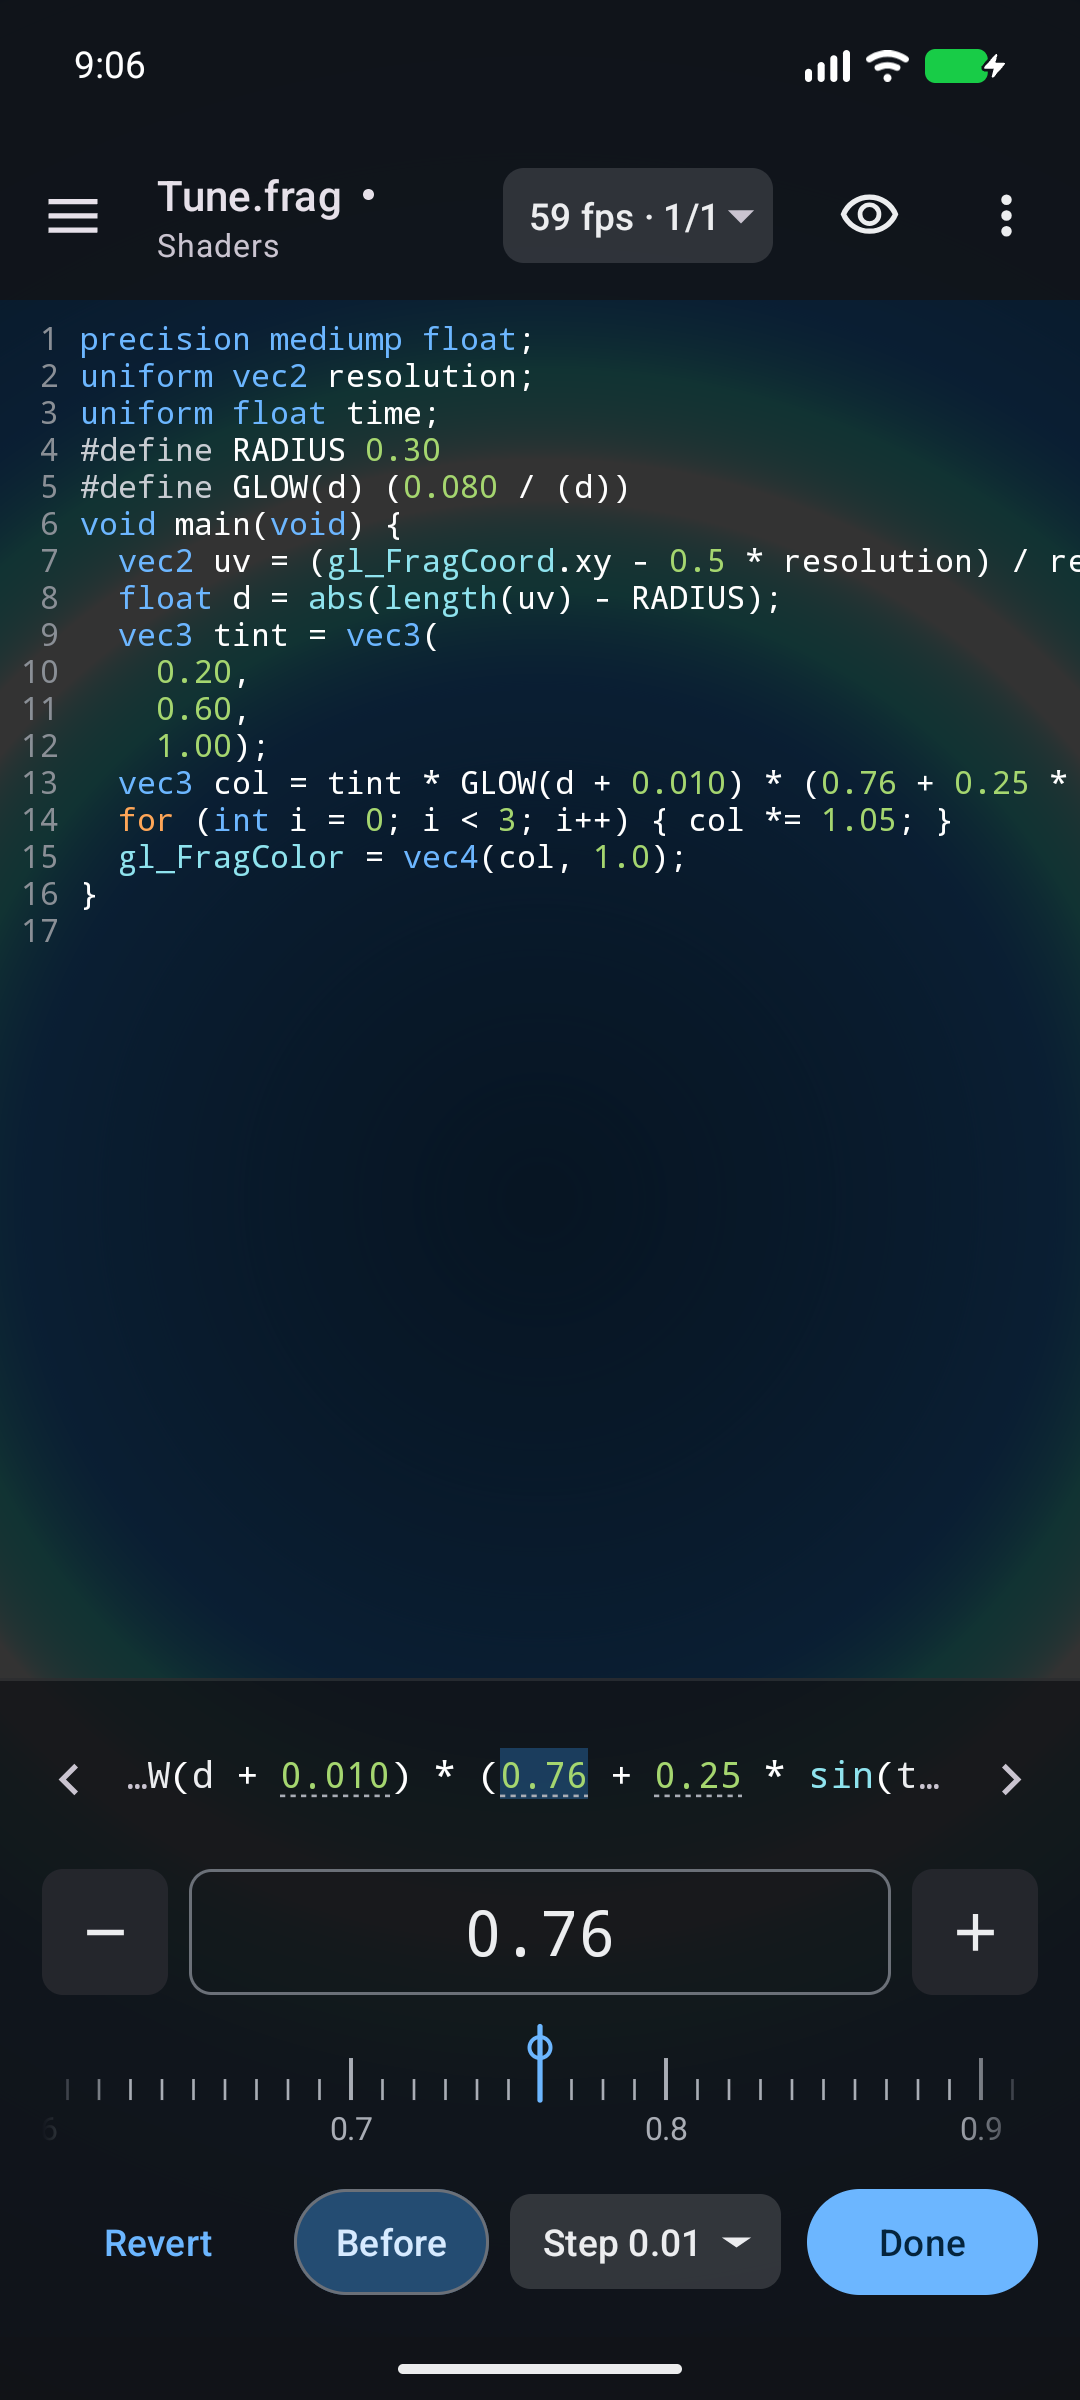 9:06
Tune.frag •
Shaders
59 fps · 1/1
1 precision mediump float;
2 uniform vec2 resolution;
3 uniform float time;
4 #define RADIUS 0.30
5 #define GLOW(d) (0.080 / (d))
6 void main(void) {
7   vec2 uv = (gl_FragCoord.xy - 0.5 * resolution) / re
8   float d = abs(length(uv) - RADIUS);
9   vec3 tint = vec3(
10     0.20,
11     0.60,
12     1.00);
13   vec3 col = tint * GLOW(d + 0.010) * (0.76 + 0.25 *
14   for (int i = 0; i < 3; i++) { col *= 1.05; }
15   gl_FragColor = vec4(col, 1.0);
16 }
17
…W(d + 0.010) * (0.76 + 0.25 * sin(t…
− 0.76 +
6 0.7 0.8 0.9
Revert Before Step 0.01 Done